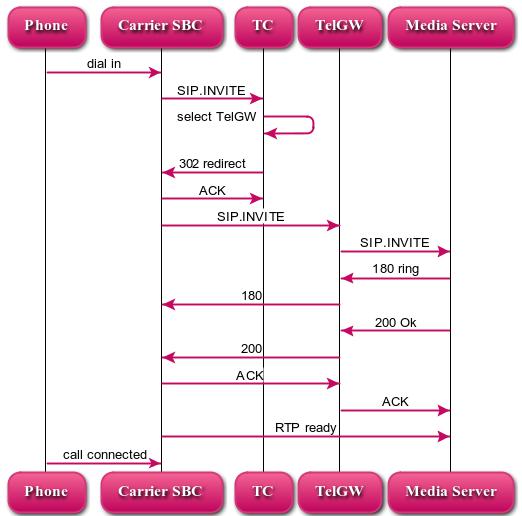 Phone
Carrier SBC
TC
TelGW
Media Server
dial in
SIP.INVITE
select TelGW
302 redirect
ACK
SIP.INVITE
SIP.INVITE
180 ring
180
200 Ok
200
ACK
ACK
RTP ready
call connected
Phone
Carrier SBC
TC
TelGW
Media Server